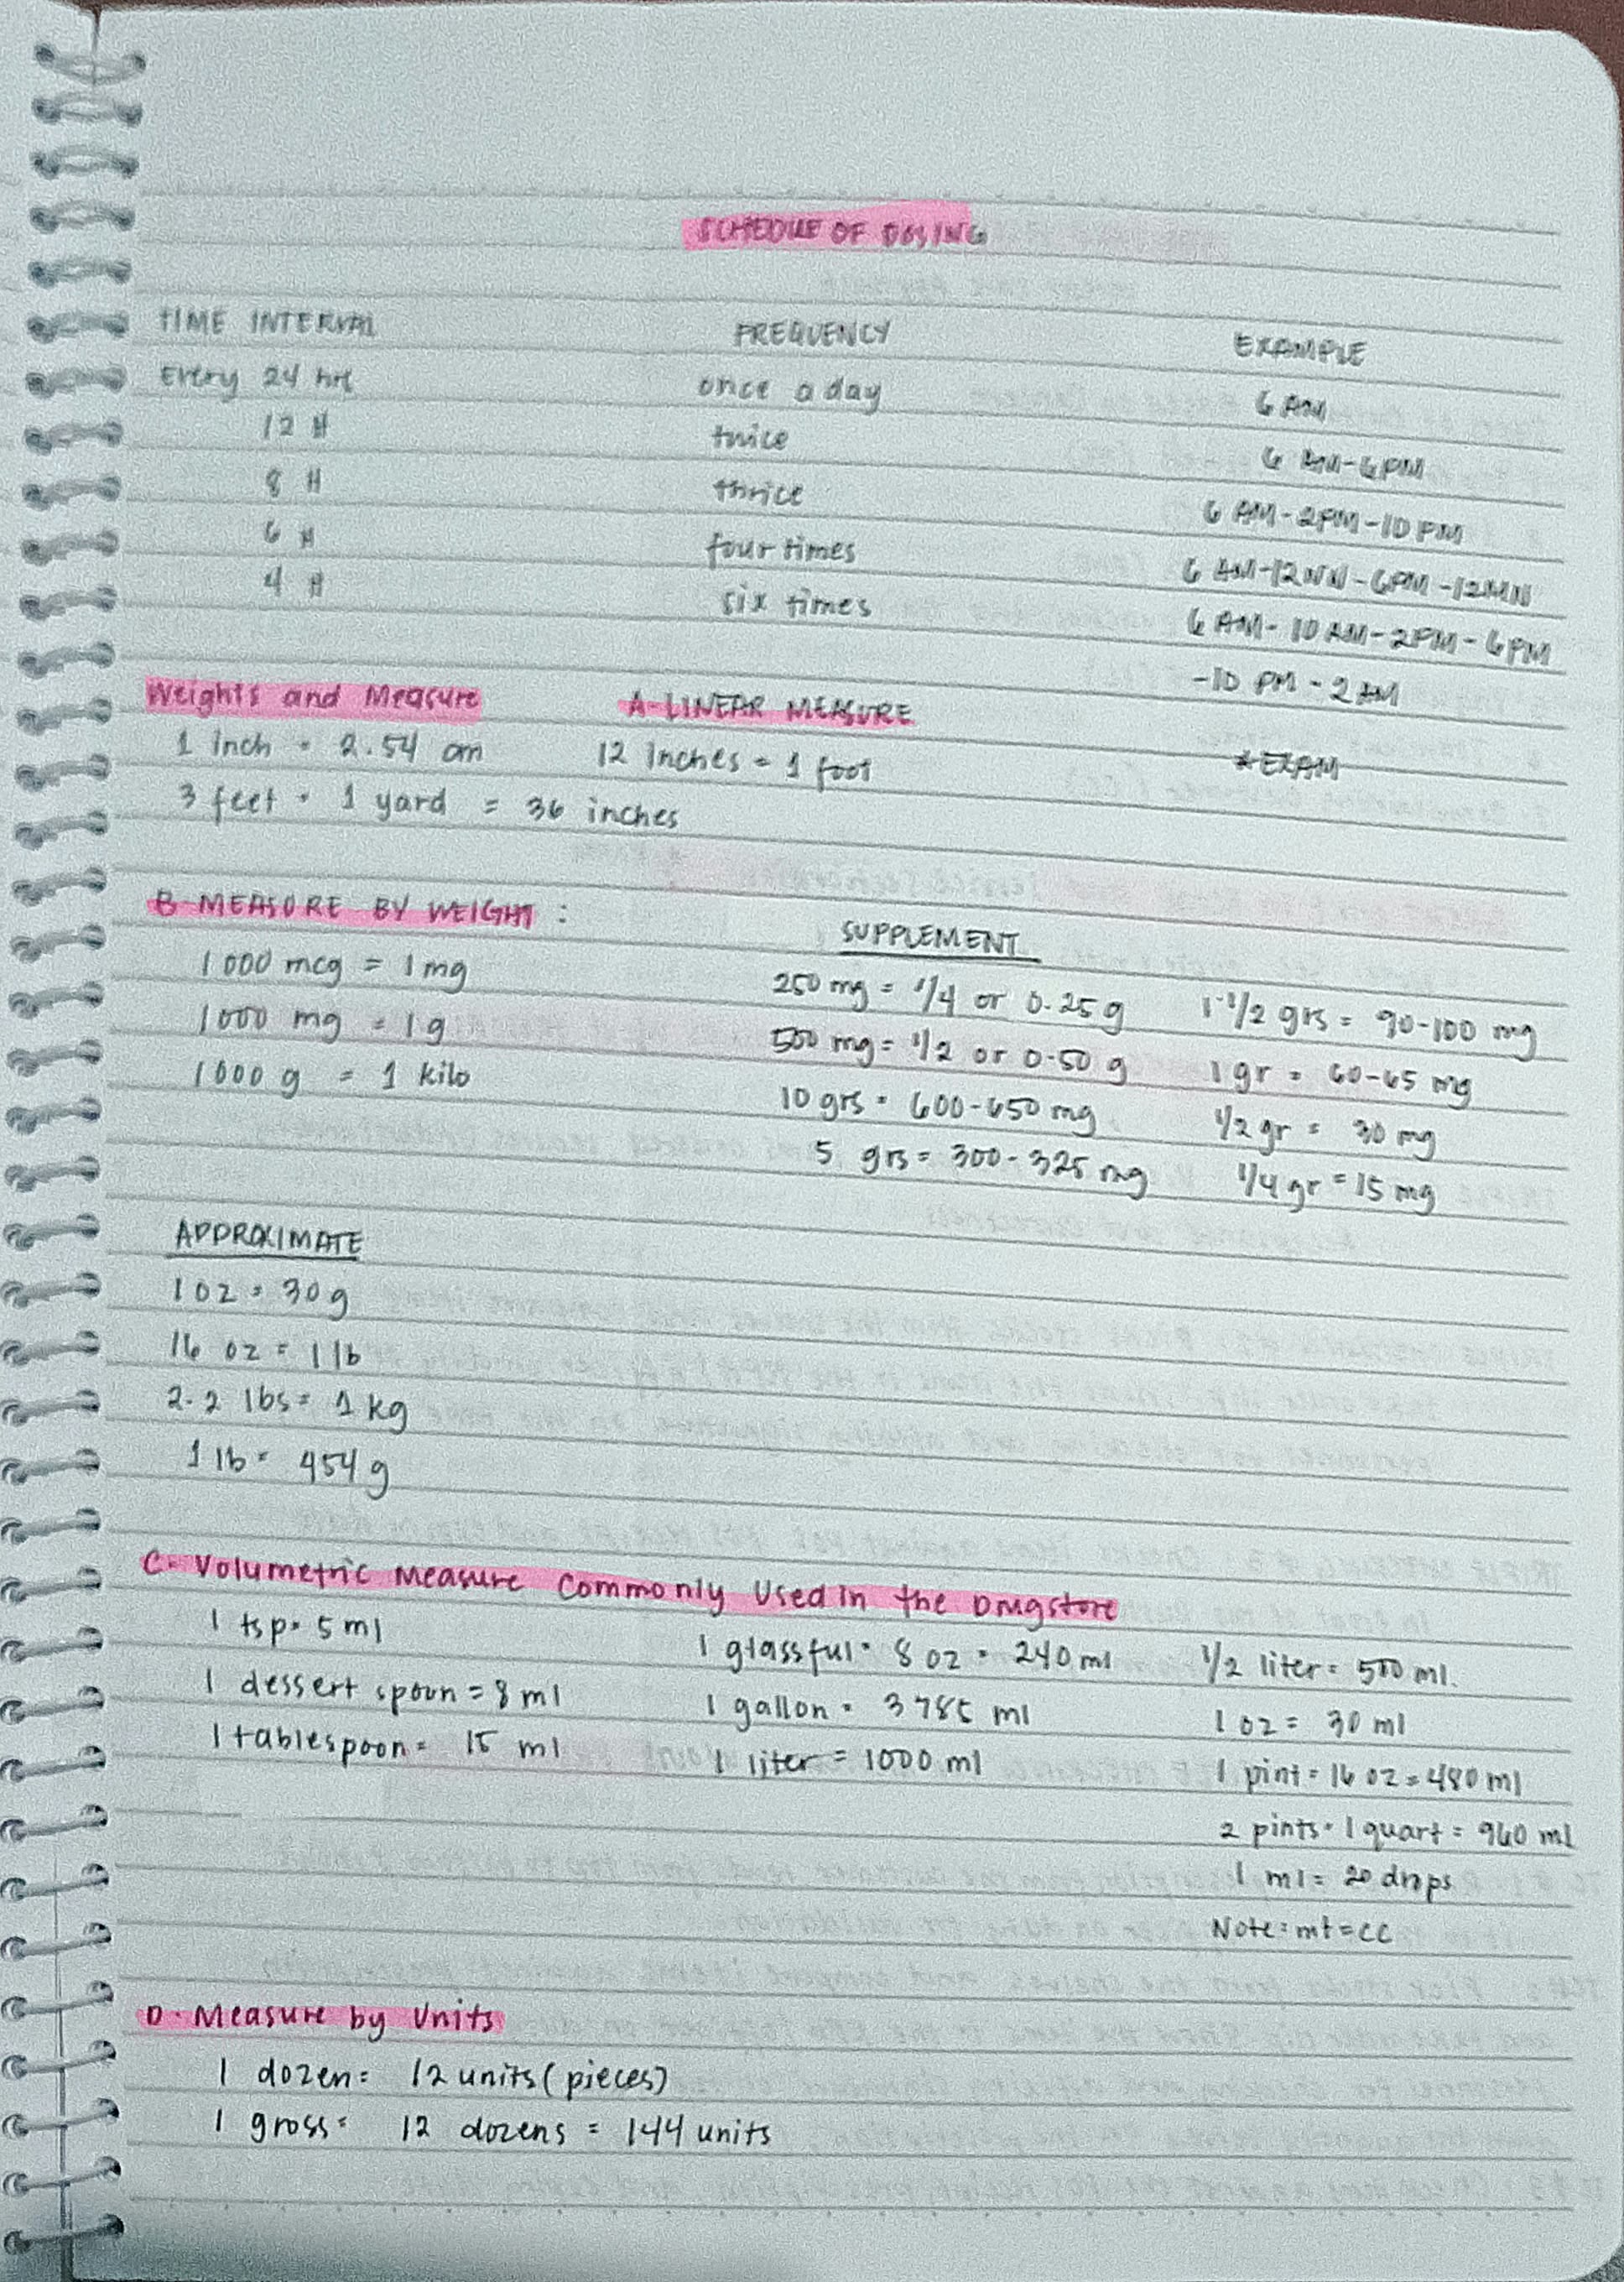 SCHEDULE OF DOSING
TIME INTERVAL FREQUENCY EXAMPLE
Every 24 hrs once a day 6 AM
12 H twice 6 AM-6PM
8 H thrice 6 AM-2PM-10 PM
6 H four times 6 AM-12NN-6PM-12MN
4 H six times 6 AM-10 AM-2PM-6PM
-10 PM-2 AM
Weights and Measure A-LINEAR MEASURE
1 inch = 2.54 cm 12 inches = 1 foot *EXAM
3 feet = 1 yard = 36 inches
B-MEASURE BY WEIGHT : SUPPLEMENT
1000 mcg = 1mg 250 mg = 1/4 or 0.25 g 1-1/2 grs = 90-100 mg
1000 mg = 1g 500 mg = 1/2 or 0.50 g 1 gr = 60-65 mg
1000 g = 1 kilo 10 grs = 600-650 mg 1/2 gr = 30 mg
5 grs = 300-325 mg 1/4 gr = 15 mg
APPROXIMATE
1 oz = 30g
16 oz = 1 lb
2.2 lbs = 1 kg
1 lb = 454 g
C- Volumetric Measure Commonly Used in the Drugstore
1 tsp = 5 ml 1 glassful = 8 oz = 240 ml 1/2 liter = 500 ml.
1 dessert spoon = 8 ml 1 gallon = 3785 ml 1 oz = 30 ml
1 tablespoon = 15 ml 1 liter = 1000 ml 1 pint = 16 oz = 480 ml
2 pints = 1 quart = 960 ml
1 ml = 20 drops
Note: ml = cc
D- Measure by Units
1 dozen = 12 units (pieces)
1 gross = 12 dozens = 144 units